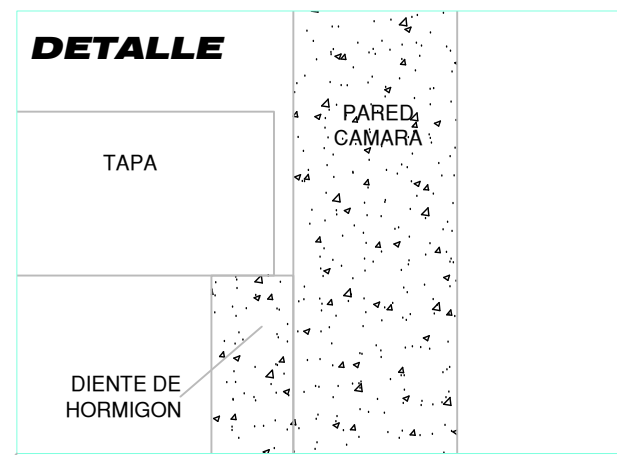 DETALLE
PARED
CAMARA
TAPA
DIENTE DE
HORMIGON